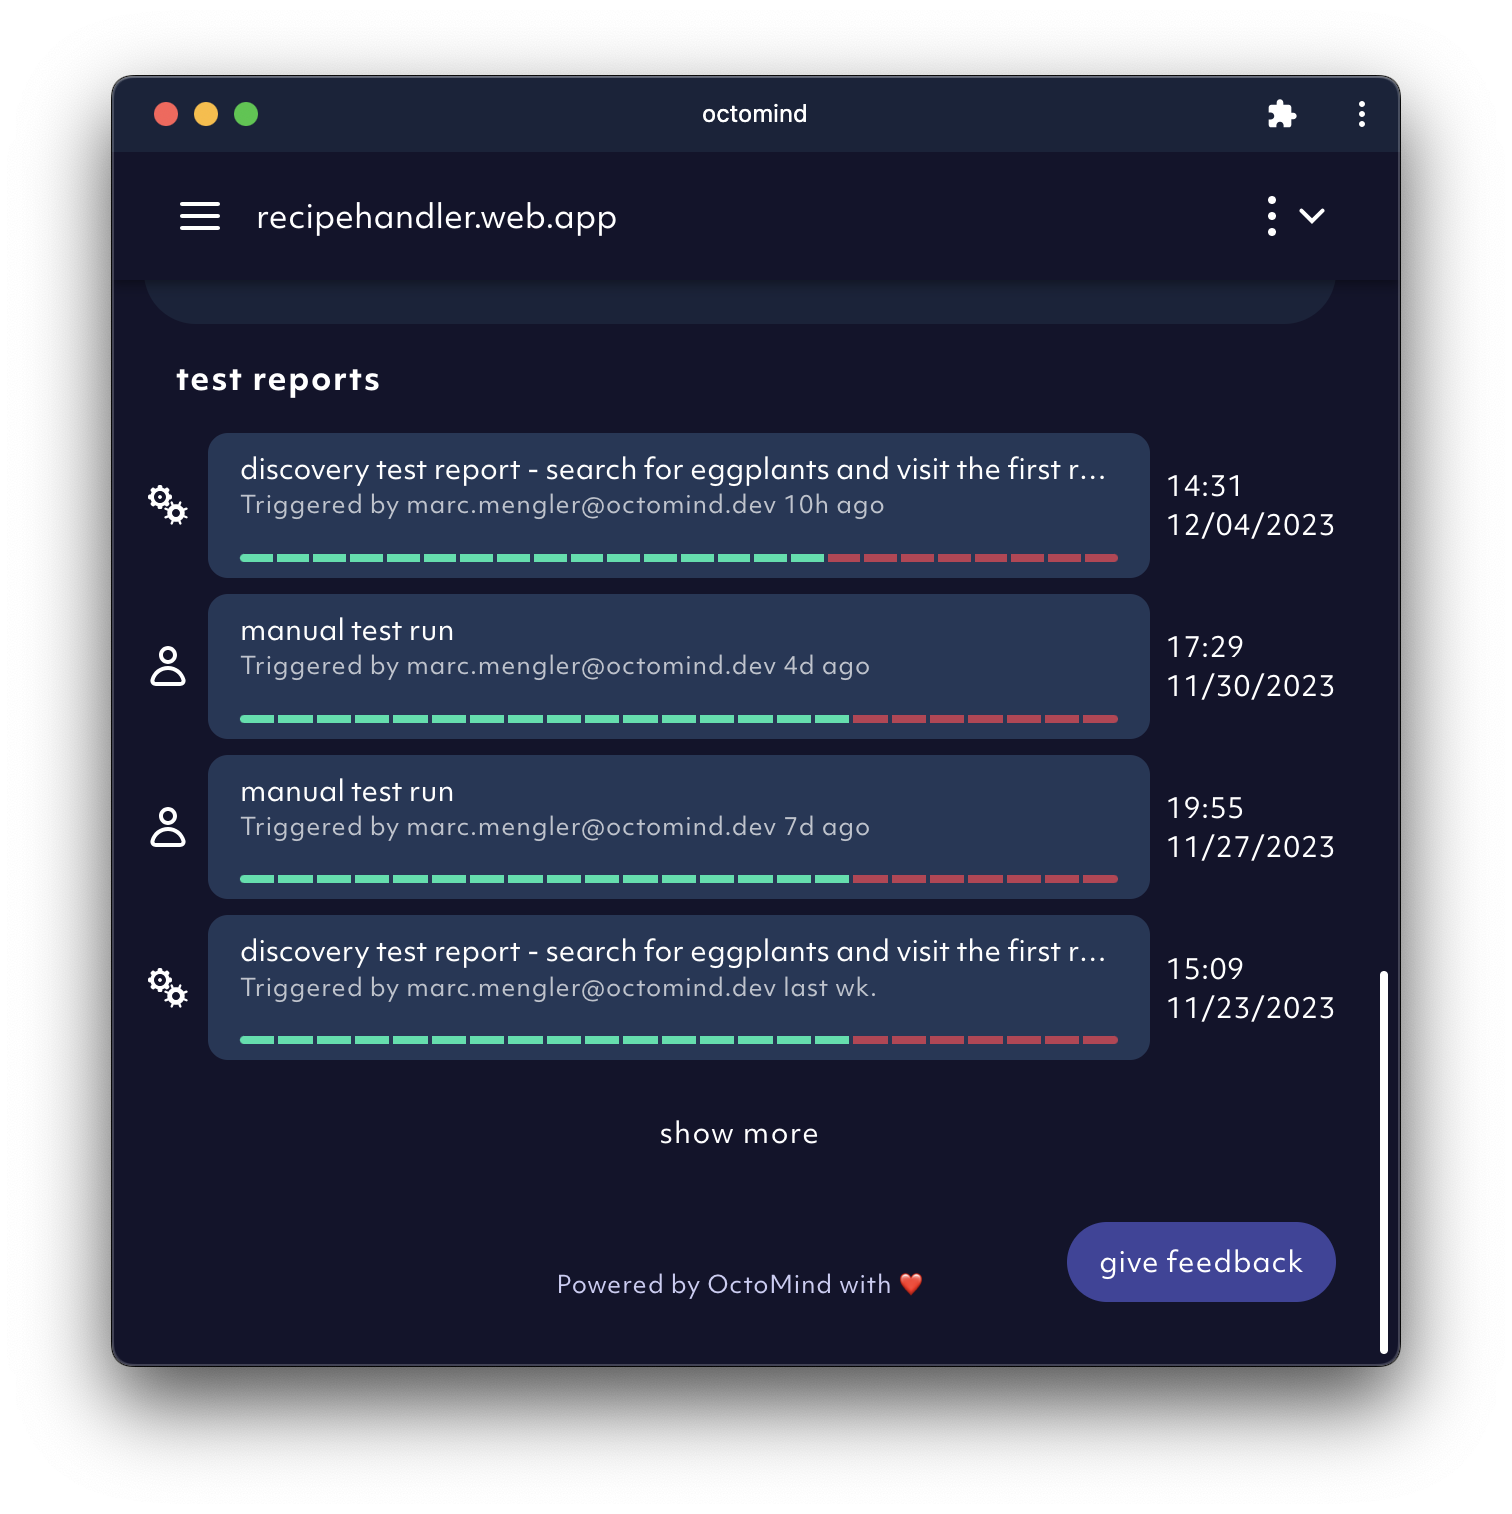 octomind
recipehandler.web.app
test reports
discovery test report - search for eggplants and visit the first r...
Triggered by marc.mengler@octomind.dev 10h ago
14:31
12/04/2023
manual test run
Triggered by marc.mengler@octomind.dev 4d ago
17:29
11/30/2023
manual test run
Triggered by marc.mengler@octomind.dev 7d ago
19:55
11/27/2023
discovery test report - search for eggplants and visit the first r...
Triggered by marc.mengler@octomind.dev last wk.
15:09
11/23/2023
show more
give feedback
Powered by OctoMind with ❤️